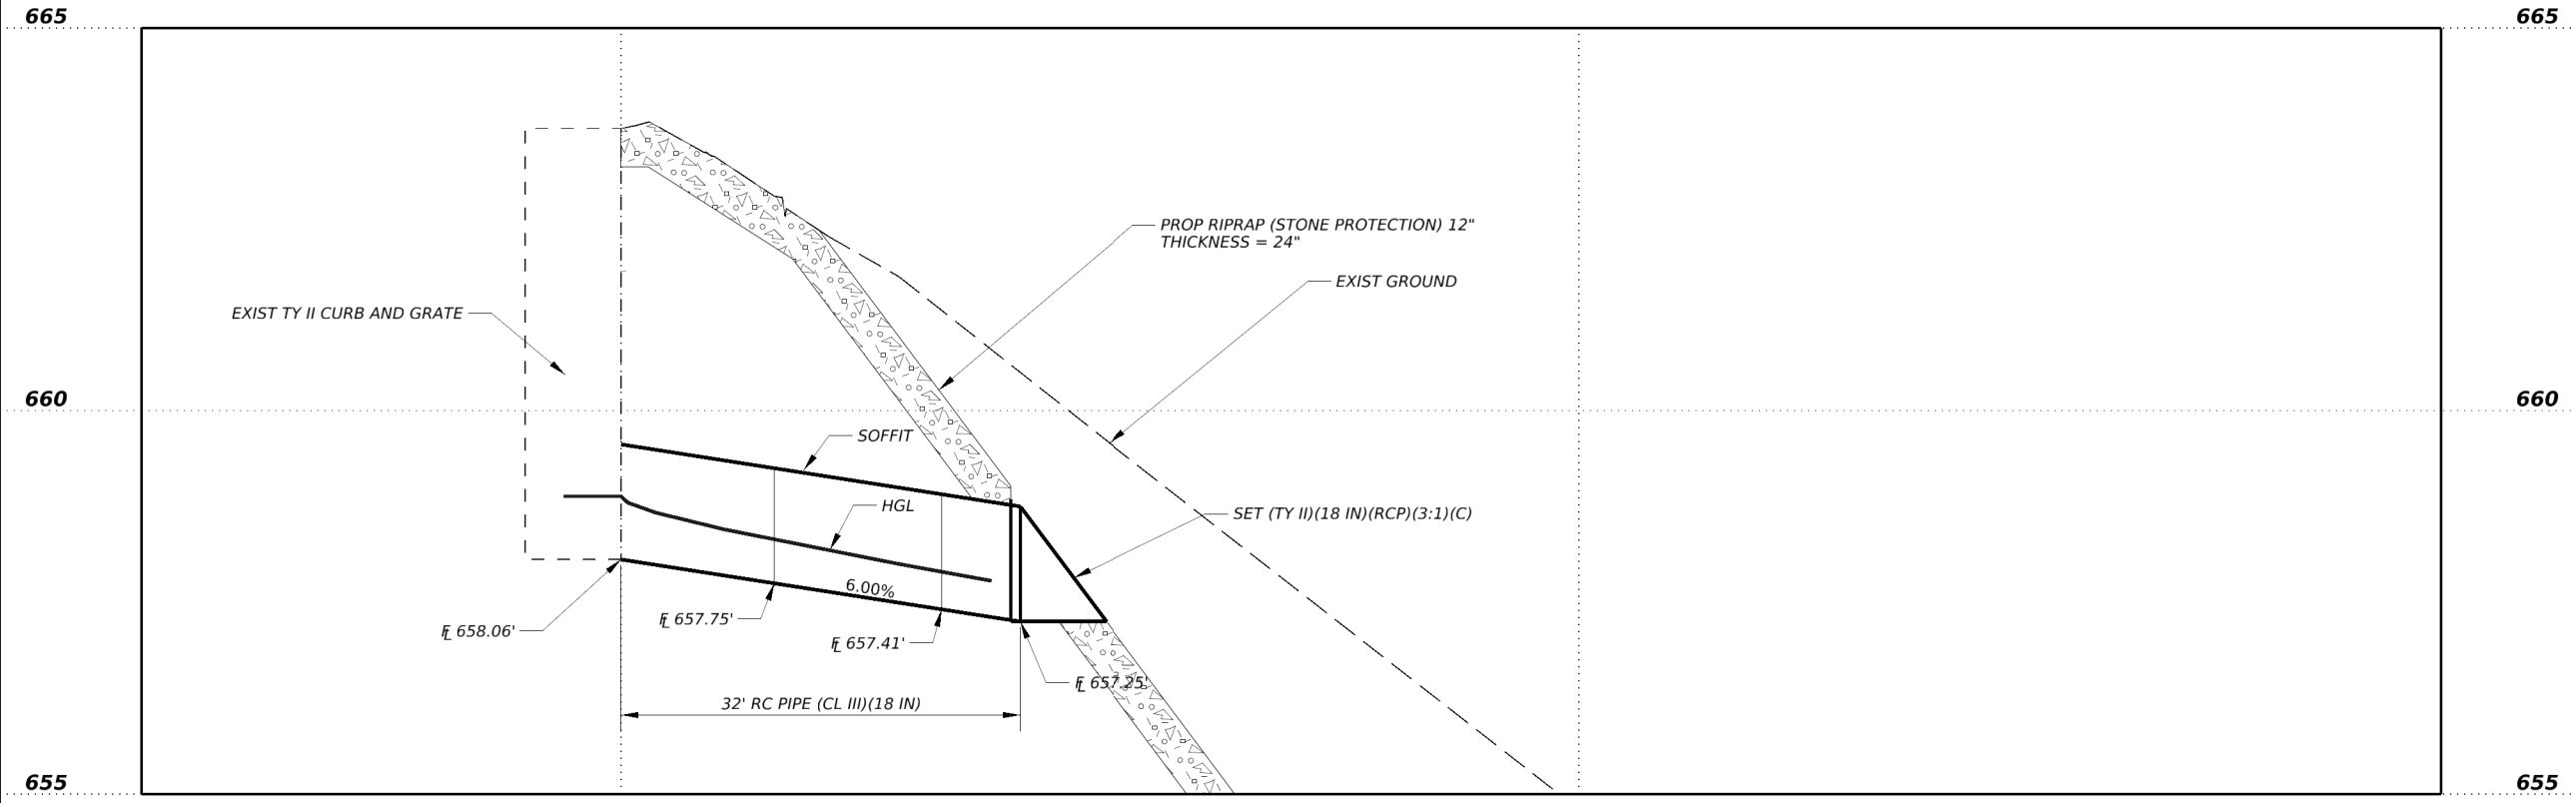 665
665
PROP RIPRAP (STONE PROTECTION) 12"
THICKNESS = 24"
EXIST GROUND
EXIST TY II CURB AND GRATE
660
660
SOFFIT
HGL
SET (TY II)(18 IN)(RCP)(3:1)(C)
6.00%
FL 658.06'
FL 657.75'
FL 657.41'
FL 657.25'
32' RC PIPE (CL III)(18 IN)
655
655